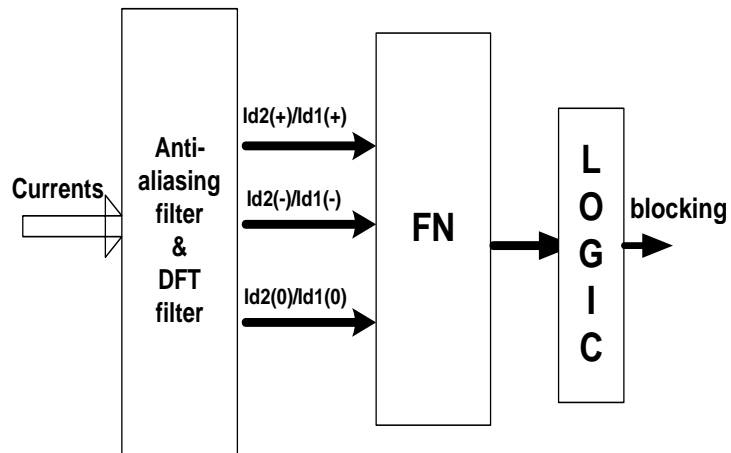 Currents
Anti-
aliasing
filter
&
DFT
filter
Id2(+)/Id1(+)
Id2(-)/Id1(-)
Id2(0)/Id1(0)
FN
L
O
G
I
C
blocking